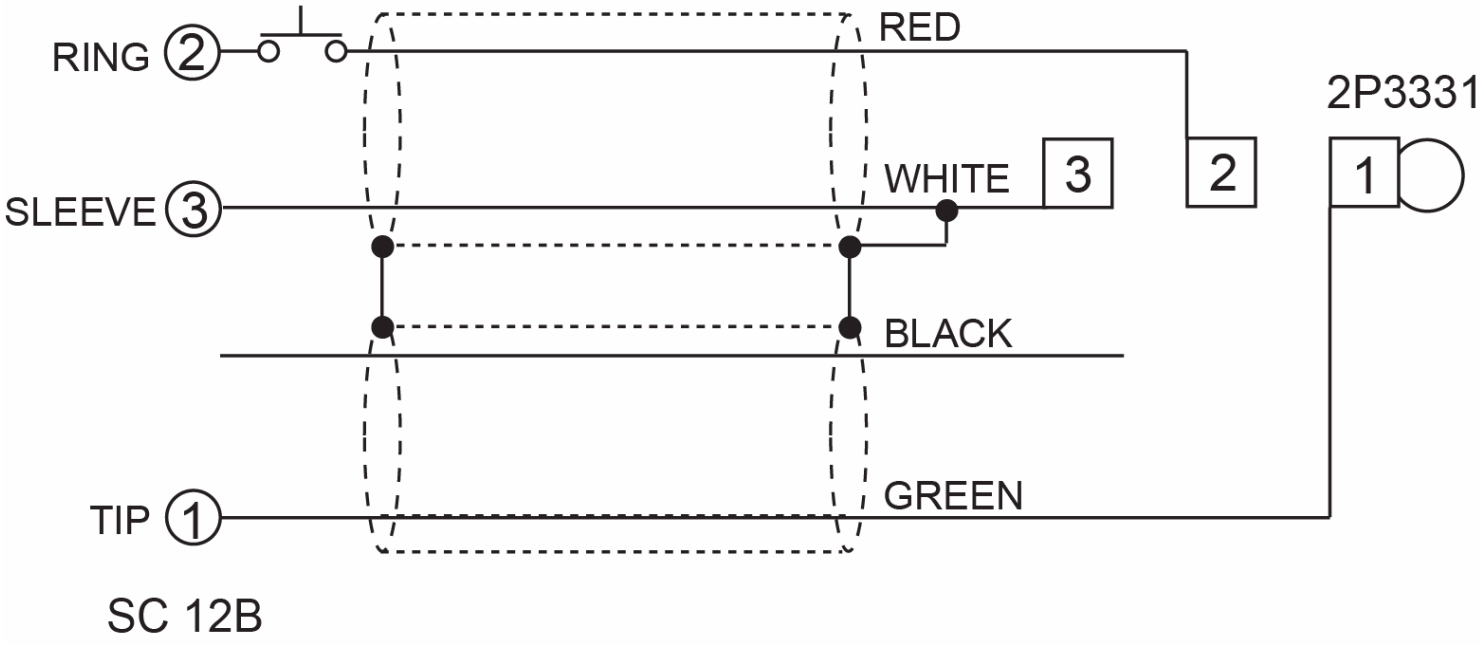 RED
RING 2
2P3331
WHITE 3 2 1
SLEEVE 3
BLACK
GREEN
TIP 1
SC 12B